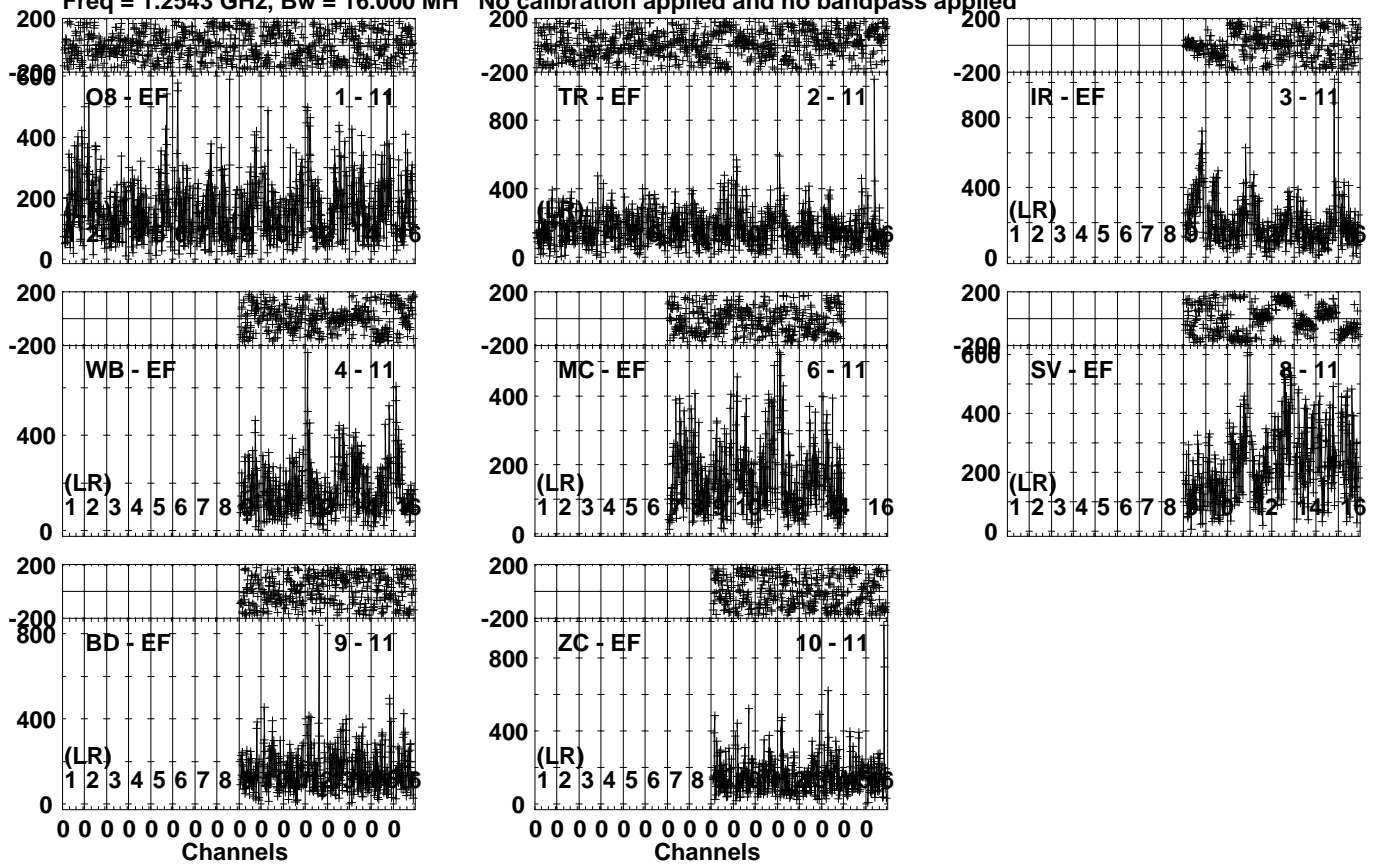 Freq = 1.2543 GHz, Bw = 16.000 MH No calibration applied and no bandpass applied
200 200 200
-200 -200 -200
600
O8 - EF 1 - 11 TR - EF 2 - 11 IR - EF 3 - 11
800 800
400 400 400
200
(LR) (LR)
1 2 3 4 5 6 7 8
0 0 0
200 200 200
-200 -200 -200
600
WB - EF 4 - 11 MC - EF 6 - 11 SV - EF 8 - 11
400 400 400
200 200
(LR) (LR) (LR)
1 2 3 4 5 6 7 8 16 1 2 3 4 5 6 7 8 9 10 14 16 1 2 3 4 5 6 7 8 9 12 14 16
0 0 0
200 200
-200 -200
800 BD - EF 9 - 11 800 ZC - EF 10 - 11
400 400
(LR) (LR)
1 2 3 4 5 6 7 8 1 2 3 4 5 6 7 8
0 0
0 0 0 0 0 0 0 0 0 0 0 0 0 0 0 0 0 0 0 0 0 0 0 0 0 0 0 0 0 0 0 0
Channels Channels